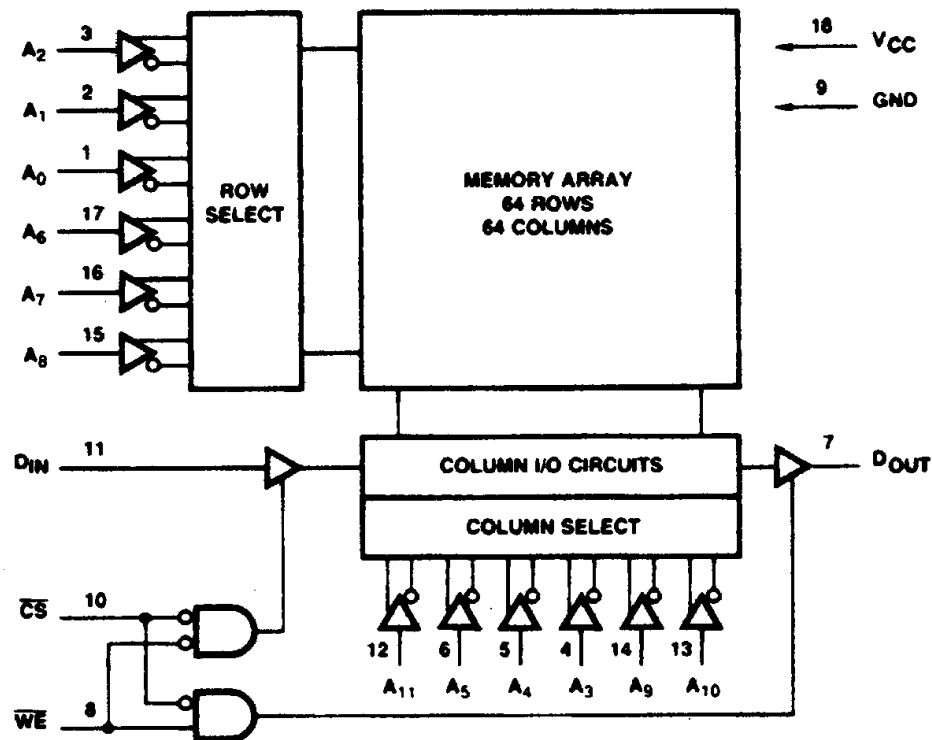 A2 3
A1 2
A0 1
A6 17
A7 16
A8 15
ROW
SELECT
MEMORY ARRAY
64 ROWS
64 COLUMNS
18 VCC
9 GND
DIN 11
COLUMN I/O CIRCUITS
7 DOUT
COLUMN SELECT
C̅S̅ 10
12 6 5 4 14 13
A11 A5 A4 A3 A9 A10
W̅E̅ 8